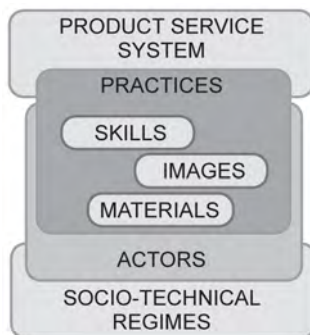 PRODUCT SERVICE
SYSTEM
PRACTICES
SKILLS
IMAGES
MATERIALS
ACTORS
SOCIO-TECHNICAL
REGIMES